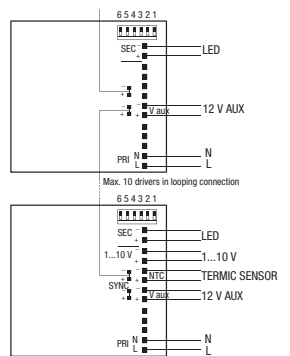 6 5 4 3 2 1
SEC - LED
+
-
+
- 12 V AUX
+ + V aux
N N
PRI L L
Max. 10 drivers in looping connection
6 5 4 3 2 1
SEC - LED
+
1...10 V - 1...10 V
+
- - NTC TERMIC SENSOR
+ +
SYNC - - 12 V AUX
+ + V aux
N N
PRI L L